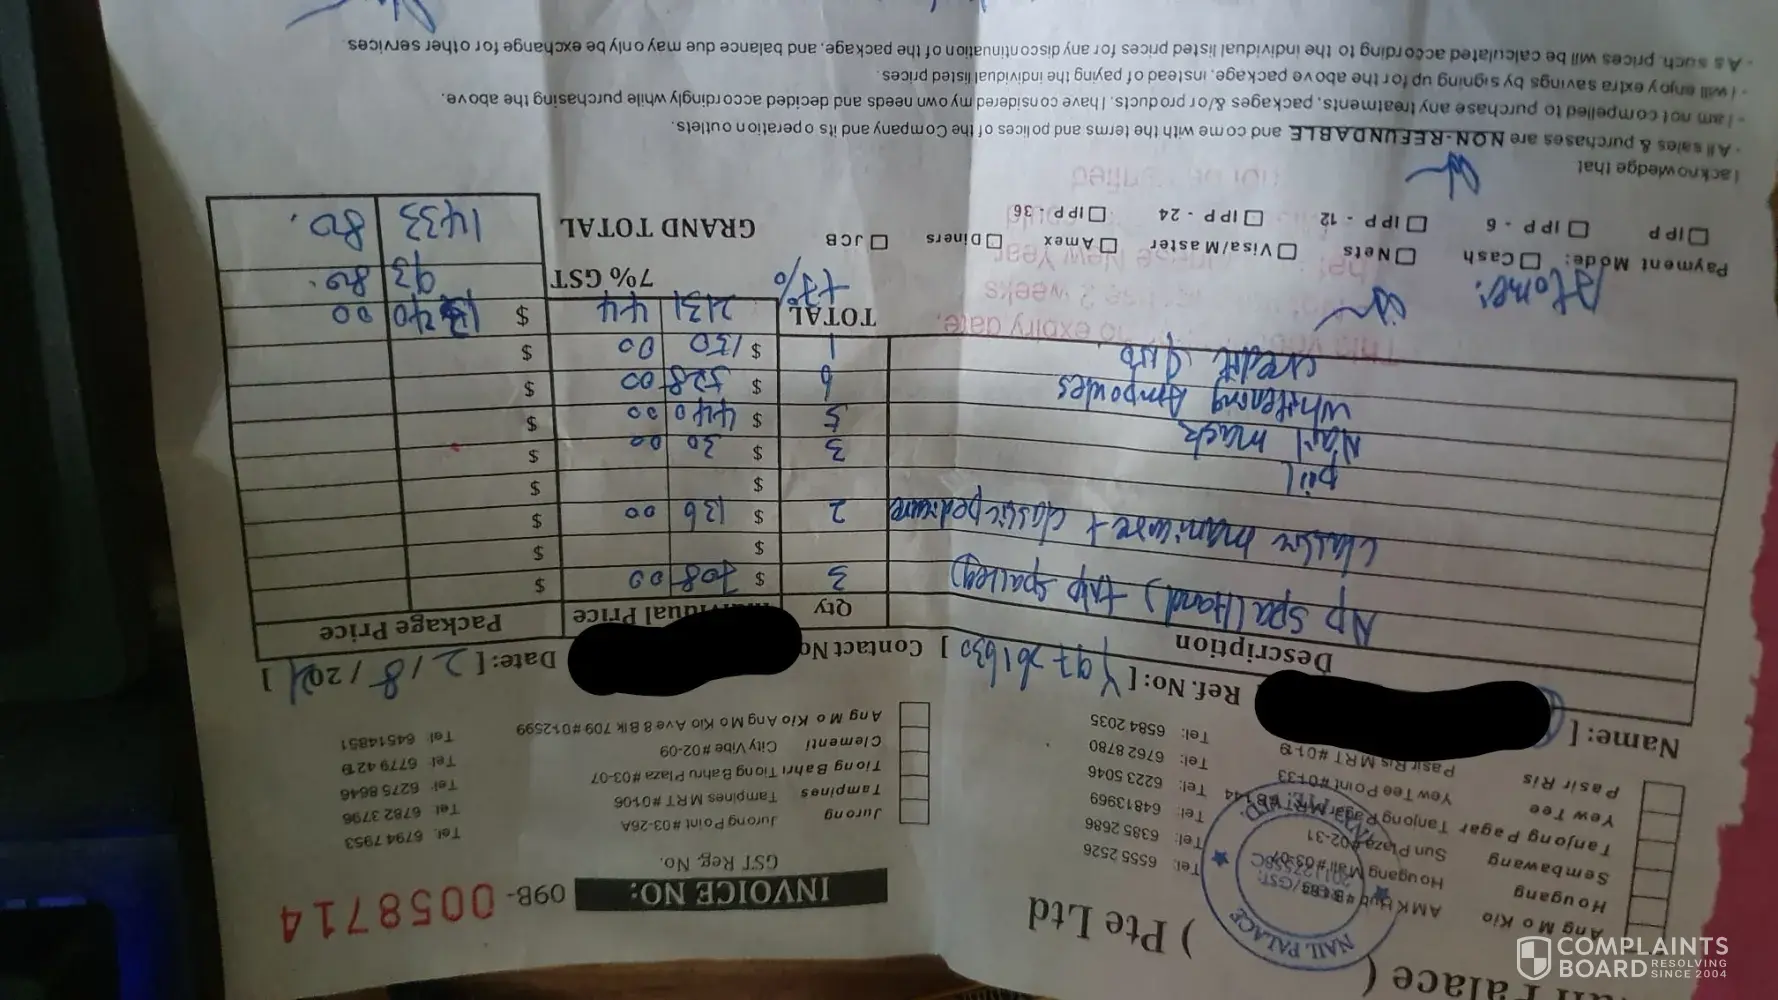 Palace ( ) Pte Ltd
NAIL PALACE
INVOICE NO: 09B- 0058714
GST Reg. No.
Ang Mo Kio AMK Hub Tel: 6555 2526
Hougang Hougang Mall #03-07 Tel: 6385 2686
Sembawang Sun Plaza #02-31 Tel: 64813969
Tanjong Pagar Tanjong Pagar MRT Tel: 6223 5046
Yew Tee Yew Tee Point #01-33 Tel: 6762 8780
Pasir Ris Pasir Ris MRT #01-19 Tel: 6584 2035
Jurong Jurong Point #03-26A Tel: 6794 7953
Tampines Tampines MRT #01-06 Tel: 6782 3796
Tiong Bahri Tiong Bahru Plaza #03-07 Tel: 6275 8646
Clementi City Vibe #02-09 Tel: 6779 4219
Ang Mo Kio Ang Mo Kio Ave 8 Blk 709 #01-2599 Tel: 64514851
Name: [ Ref. No: [ ] Contact No Date: [ 2/8/2021 ]
Description Qty Individual Price Package Price
Np spa (Hand) + (Np spa Leg) 3 $ 708 00 $
$ $
classic manicure + classic pedicure 2 $ 136 00 $
$ $
pil 3 $ 30 00 $
Nail mask 5 $ 440 00 $
Whitening Ampoules 6 $ 528 00 $
credit 1 $ 150 00 $
TOTAL 2131 44 $ 1340 00
+7% 7% GST 93 80.
GRAND TOTAL 1433 80.
Payment Mode: Cash Nets Visa/Master Amex Diners JCB
IPP IPP - 6 IPP - 12 IPP - 24 IPP - 36
I acknowledge that
- All sales & purchases are NON-REFUNDABLE and come with the terms and polices of the Company and its operation outlets.
- I am not compelled to purchase any treatments, packages &/or products. I have considered my own needs and decided accordingly while purchasing the above.
- I will enjoy extra savings by signing up for the above package, instead of paying the individual listed prices.
- As such, prices will be calculated according to the individual listed prices for any discontinuation of the package, and balance due may only be exchange for other services
COMPLAINTS
BOARD RESOLVING
SINCE 2004